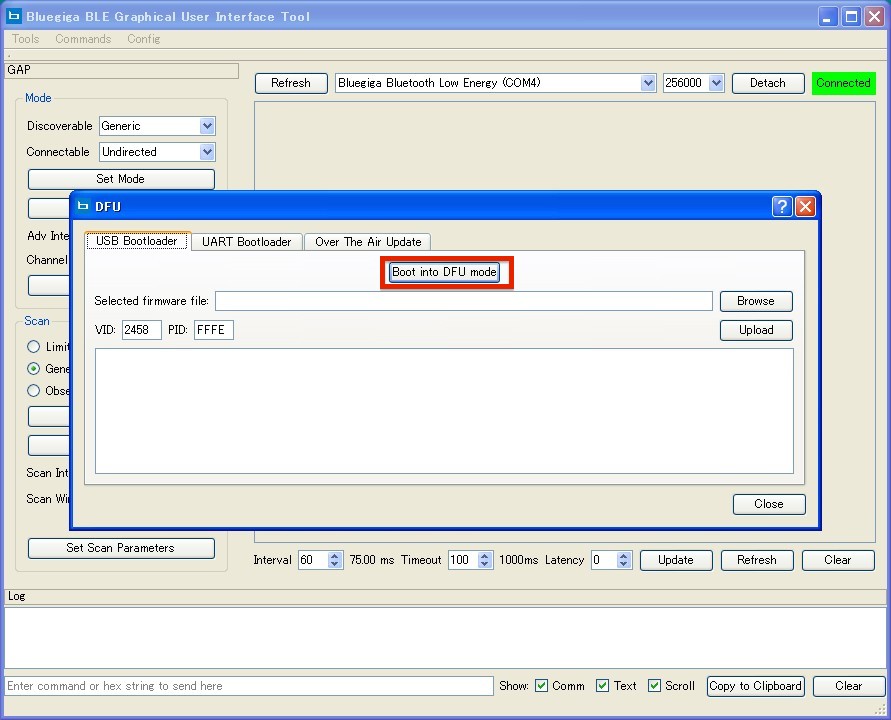 Bluegiga BLE Graphical User Interface Tool
Tools Commands Config
GAP
Refresh Bluegiga Bluetooth Low Energy (COM4) 256000 Detach Connected
Mode
Discoverable Generic
Connectable Undirected
Set Mode
DFU
Adv Inte
USB Bootloader UART Bootloader Over The Air Update
Channel
Boot into DFU mode
Selected firmware file: Browse
Scan
VID: 2458 PID: FFFE Upload
Limit
Gene
Obse
Scan Int
Scan Wi
Close
Set Scan Parameters
Interval 60 75.00 ms Timeout 100 1000ms Latency 0 Update Refresh Clear
Log
Enter command or hex string to send here Show: Comm Text Scroll Copy to Clipboard Clear